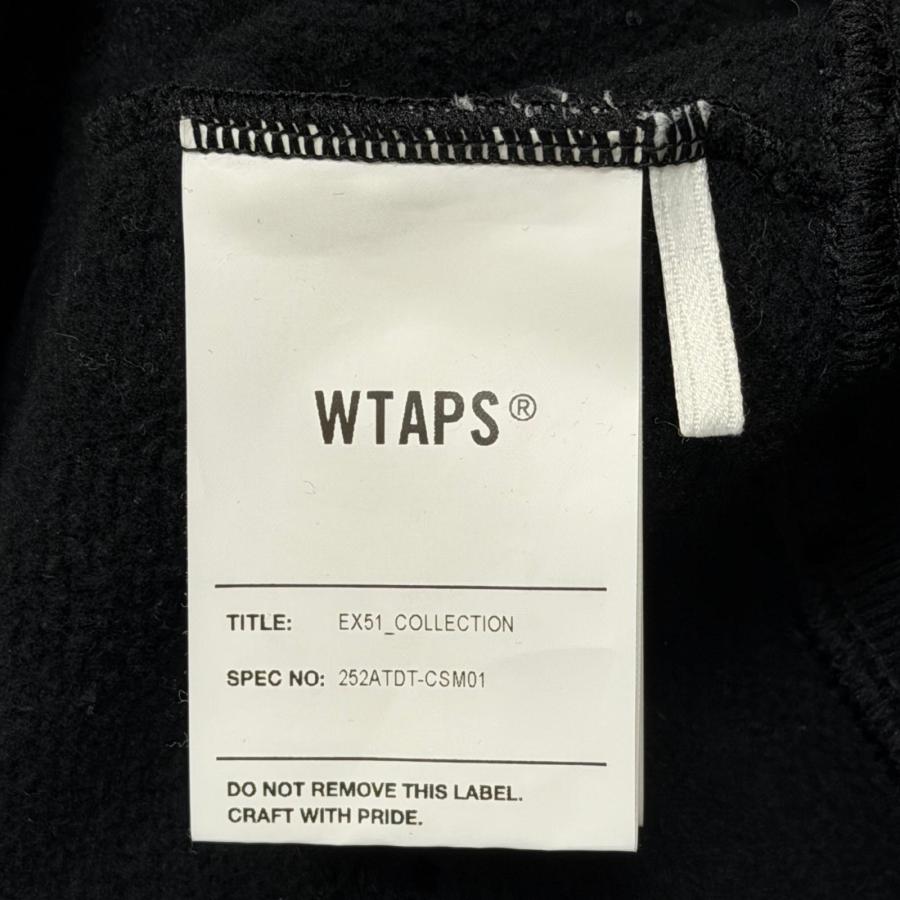 WTAPS®
TITLE: EX51_COLLECTION
SPEC NO: 252ATDT-CSM01
DO NOT REMOVE THIS LABEL.
CRAFT WITH PRIDE.